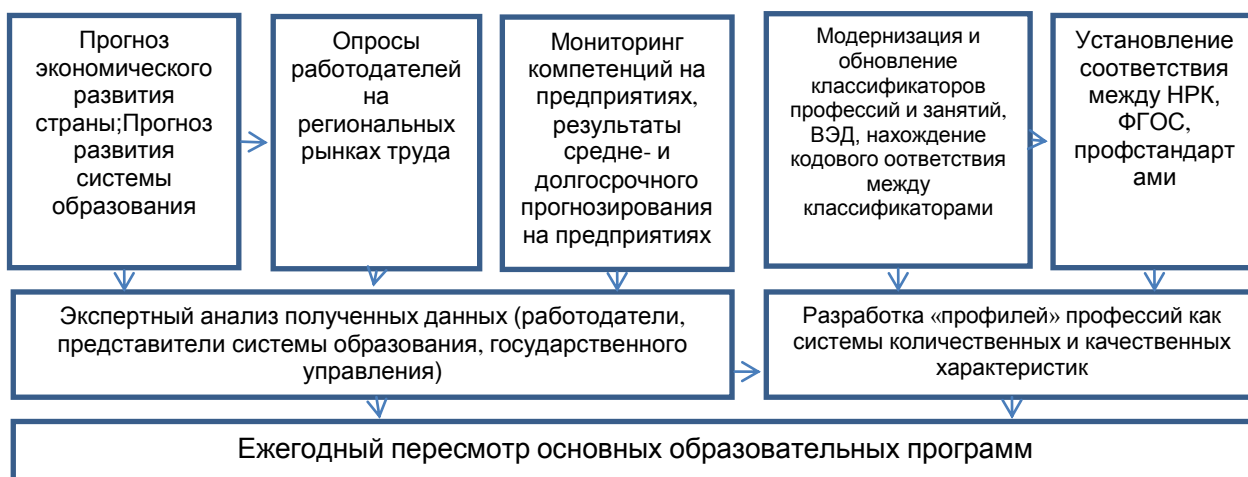 Прогноз
экономического
развития
страны;Прогноз
развития
системы
образования
Опросы
работодателей
на
региональных
рынках труда
Мониторинг
компетенций на
предприятиях,
результаты
средне- и
долгосрочного
прогнозирования
на предприятиях
Модернизация и
обновление
классификаторов
профессий и занятий,
ВЭД, нахождение
кодового оответствия
между
классификаторами
Установление
соответствия
между НРК,
ФГОС,
профстандарт
ами
Экспертный анализ полученных данных (работодатели,
представители системы образования, государственного
управления)
Разработка «профилей» профессий как
системы количественных и качественных
характеристик
Ежегодный пересмотр основных образовательных программ